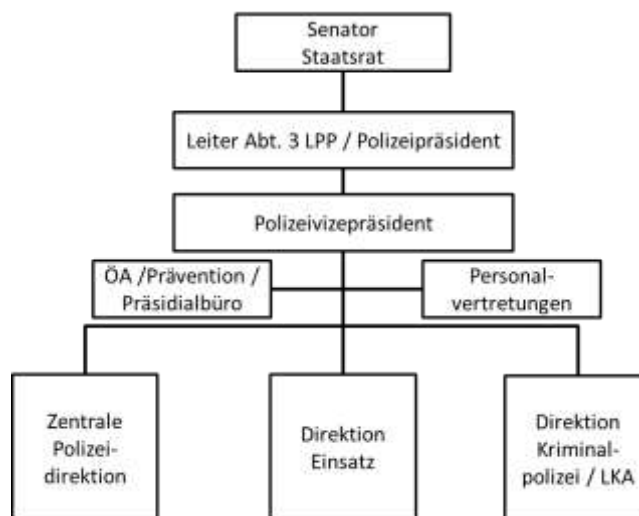 Senator
Staatsrat
Leiter Abt. 3 LPP / Polizeipräsident
Polizeivizepräsident
ÖA /Prävention /
Präsidialbüro
Personal-
vertretungen
Zentrale
Polizei-
direktion
Direktion
Einsatz
Direktion
Kriminal-
polizei / LKA